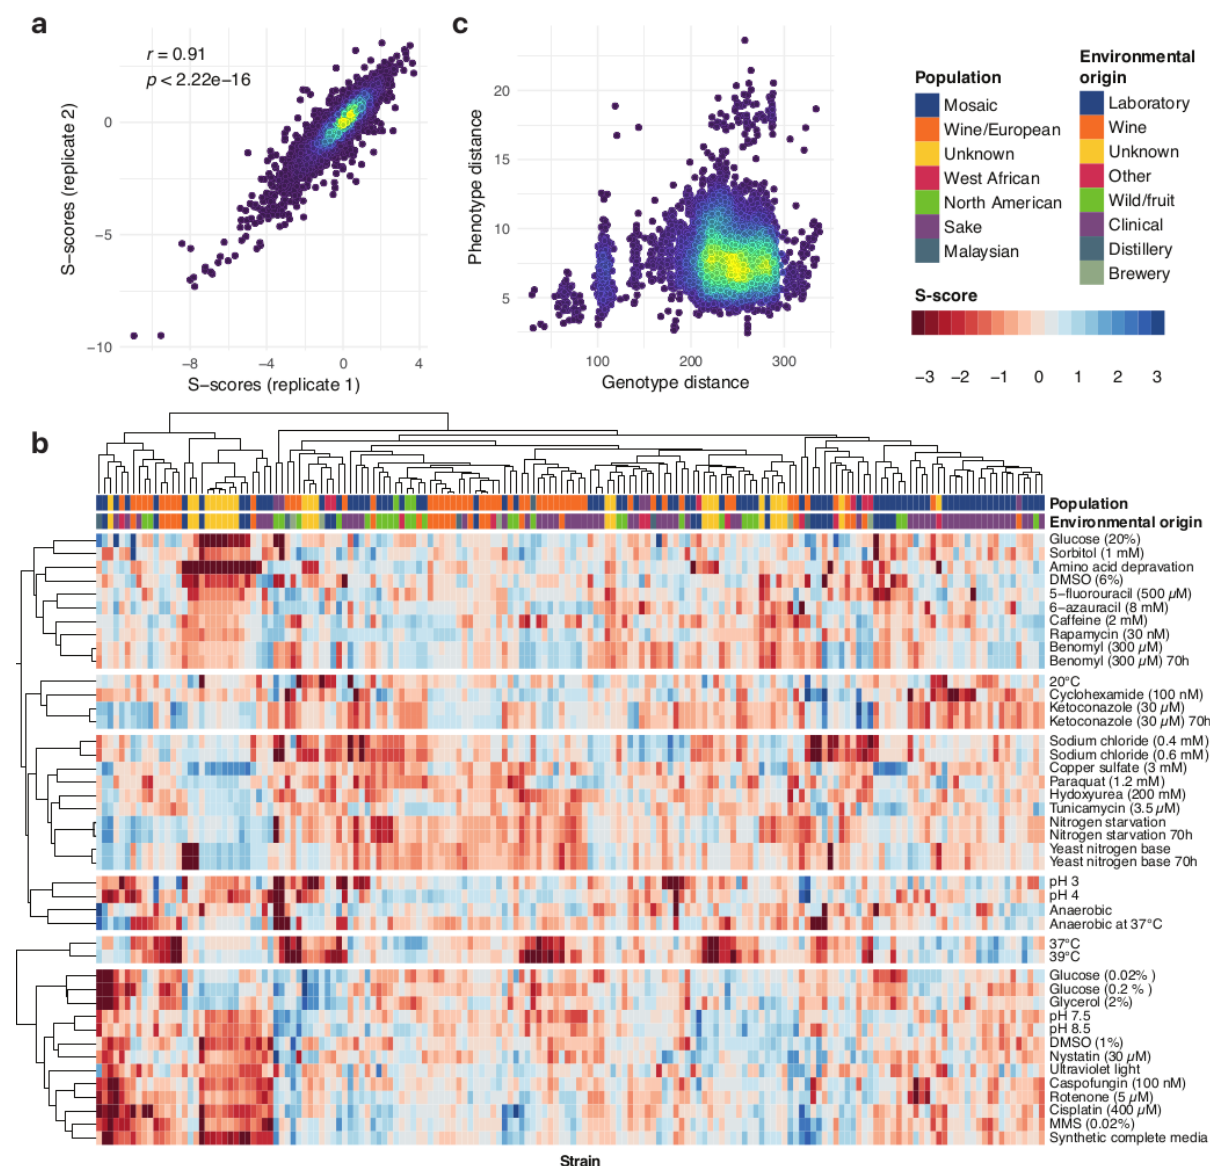 a
r = 0.91
p < 2.22e−16
S−scores (replicate 2)
0
−5
−10
−8
−4
0
4
S−scores (replicate 1)
c
Phenotype distance
20
15
10
5
100
200
300
Genotype distance
Population
Mosaic
Wine/European
Unknown
West African
North American
Sake
Malaysian
Environmental
origin
Laboratory
Wine
Unknown
Other
Wild/fruit
Clinical
Distillery
Brewery
S−score
−3 −2 −1 0 1 2 3
b
Population
Environmental origin
Glucose (20%)
Sorbitol (1 mM)
Amino acid depravation
DMSO (6%)
5−fluorouracil (500 µM)
6−azauracil (8 mM)
Caffeine (2 mM)
Rapamycin (30 nM)
Benomyl (300 µM)
Benomyl (300 µM) 70h
20°C
Cyclohexamide (100 nM)
Ketoconazole (30 µM)
Ketoconazole (30 µM) 70h
Sodium chloride (0.4 mM)
Sodium chloride (0.6 mM)
Copper sulfate (3 mM)
Paraquat (1.2 mM)
Hydoxyurea (200 mM)
Tunicamycin (3.5 µM)
Nitrogen starvation
Nitrogen starvation 70h
Yeast nitrogen base
Yeast nitrogen base 70h
pH 3
pH 4
Anaerobic
Anaerobic at 37°C
37°C
39°C
Glucose (0.02% )
Glucose (0.2 % )
Glycerol (2%)
pH 7.5
pH 8.5
DMSO (1%)
Nystatin (30 µM)
Ultraviolet light
Caspofungin (100 nM)
Rotenone (5 µM)
Cisplatin (400 µM)
MMS (0.02%)
Synthetic complete media
Strain